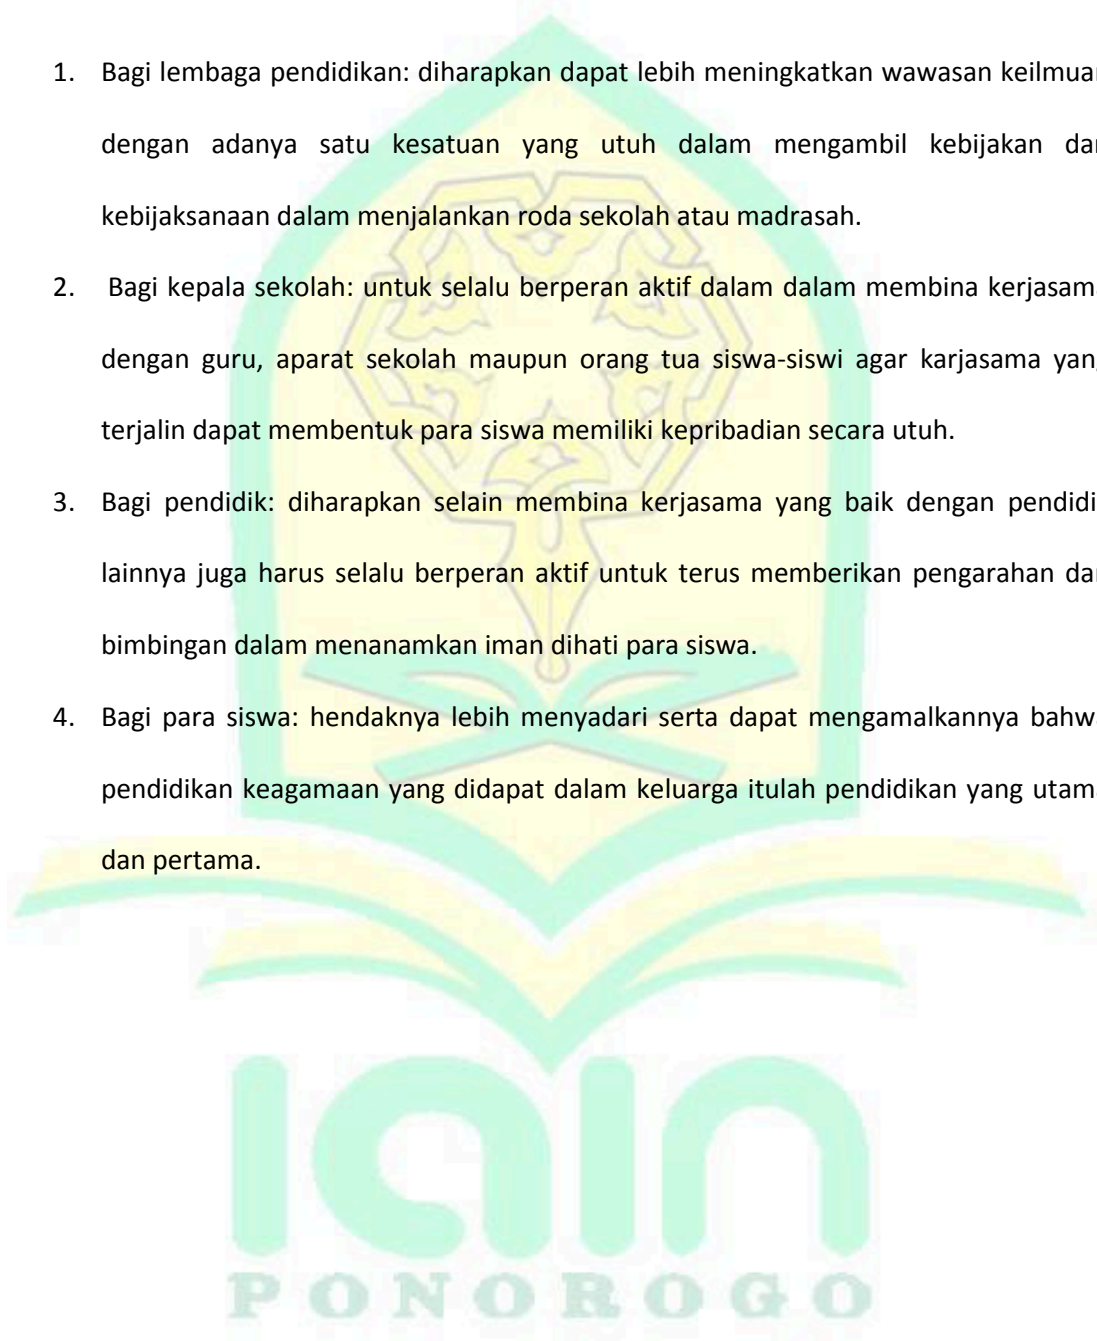 1. Bagi lembaga pendidikan: diharapkan dapat lebih meningkatkan wawasan keilmuan
dengan adanya satu kesatuan yang utuh dalam mengambil kebijakan dan
kebijaksanaan dalam menjalankan roda sekolah atau madrasah.
2. Bagi kepala sekolah: untuk selalu berperan aktif dalam dalam membina kerjasama
dengan guru, aparat sekolah maupun orang tua siswa-siswi agar karjasama yang
terjalin dapat membentuk para siswa memiliki kepribadian secara utuh.
3. Bagi pendidik: diharapkan selain membina kerjasama yang baik dengan pendidik
lainnya juga harus selalu berperan aktif untuk terus memberikan pengarahan dan
bimbingan dalam menanamkan iman dihati para siswa.
4. Bagi para siswa: hendaknya lebih menyadari serta dapat mengamalkannya bahwa
pendidikan keagamaan yang didapat dalam keluarga itulah pendidikan yang utama
dan pertama.
iain
PONOROGO